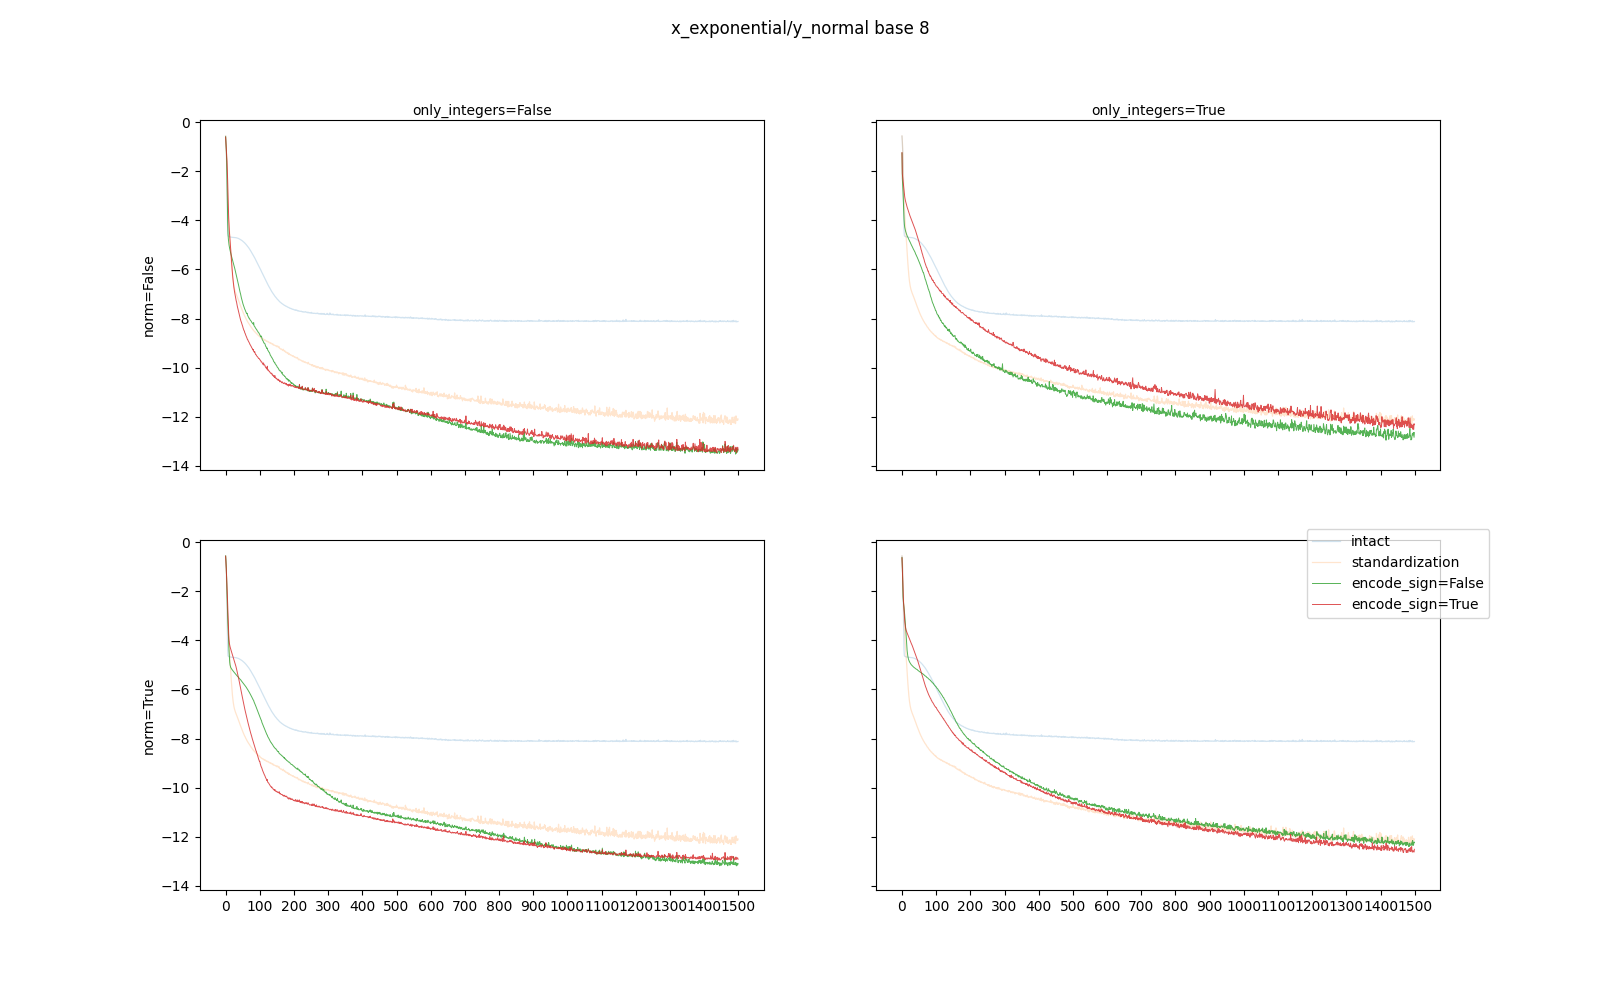 x_exponential/y_normal base 8
only_integers=False
only_integers=True
norm=False
0
−2
−4
−6
−8
−10
−12
−14
norm=True
0
−2
−4
−6
−8
−10
−12
−14
0 100 200 300 400 500 600 700 800 900 1000 1100 1200 1300 1400 1500
0 100 200 300 400 500 600 700 800 900 1000 1100 1200 1300 1400 1500
intact
standardization
encode_sign=False
encode_sign=True